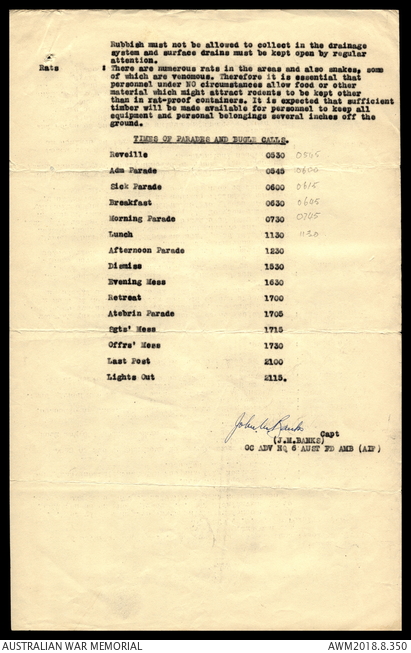 Rubbish must not be allowed to collect in the drainage
system and surface drains must be kept open by regular
attention.
Rats : There are numerous rats in the areas and also snakes, some
of which are venomous. Therefore it is essential that
personnel under NO circumstances allow food or other
material which might attract rodents to be kept other
than in rat-proof containers. It is expected that sufficient
timber will be made available for personnel to keep all
equipment and personal belongings several inches off the
ground.
TIMES OF PARADES AND BUGLE CALLS.
Reveille 0530 0545
Adm Parade 0545 0600
Sick Parade 0600 0615
Breakfast 0630 0645
Morning Parade 0730 0745
Lunch 1130 1130
Afternoon Parade 1230
Dismiss 1530
Evening Mess 1630
Retreat 1700
Atebrin Parade 1705
Sgts' Mess 1715
Offrs' Mess 1730
Last Post 2100
Lights Out 2115.
John M Banks Capt
(J.M.BANKS)
OC ADV HQ 6 AUST FD AMB (AIF)
AUSTRALIAN WAR MEMORIAL AWM2018.8.350